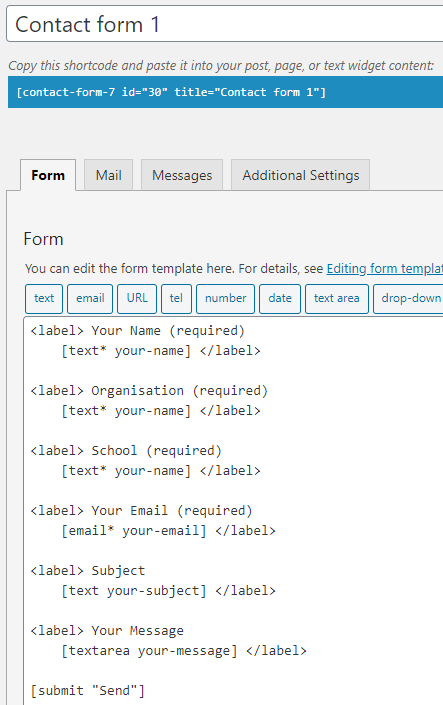 Contact form 1
Copy this shortcode and paste it into your post, page, or text widget content:
[contact-form-7 id="30" title="Contact form 1"]
Form Mail Messages Additional Settings
Form
You can edit the form template here. For details, see Editing form templat
text email URL tel number date text area drop-down
<label> Your Name (required)
[text* your-name] </label>
<label> Organisation (required)
[text* your-name] </label>
<label> School (required)
[text* your-name] </label>
<label> Your Email (required)
[email* your-email] </label>
<label> Subject
[text your-subject] </label>
<label> Your Message
[textarea your-message] </label>
[submit "Send"]